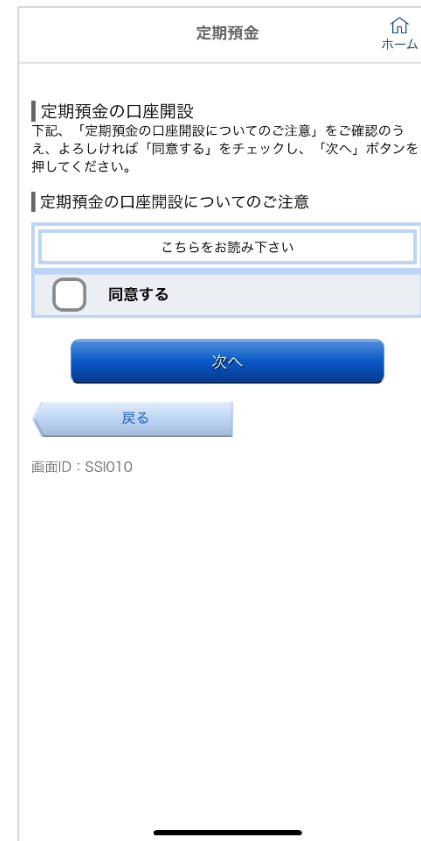 定期預金
ホーム
定期預金の口座開設
下記、「定期預金の口座開設についてのご注意」をご確認のう
え、よろしければ「同意する」をチェックし、「次へ」ボタンを
押してください。
定期預金の口座開設についてのご注意
こちらをお読み下さい
同意する
次へ
戻る
画面ID：SSI010